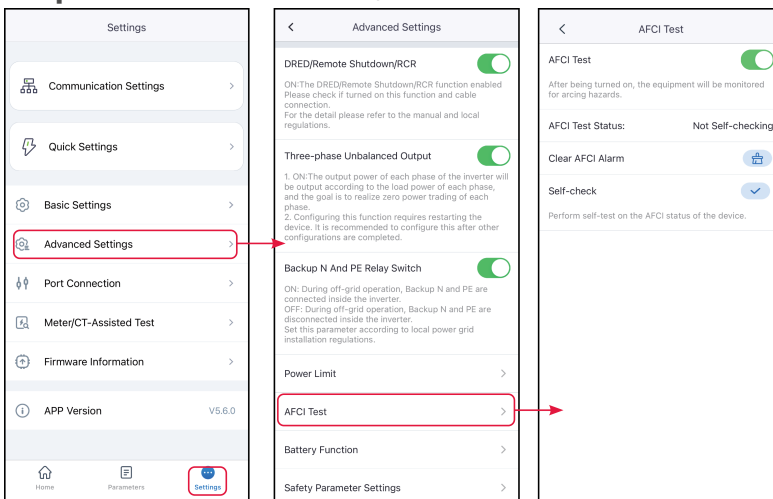 Settings
Communication Settings
Quick Settings
Basic Settings
Advanced Settings
Port Connection
Meter/CT-Assisted Test
Firmware Information
APP Version V5.6.0
Home Parameters Settings
Advanced Settings
DRED/Remote Shutdown/RCR
ON:The DRED/Remote Shutdown/RCR function enabled
Please check if turned on this function and cable
connection.
For the detail please refer to the manual and local
regulations.
Three-phase Unbalanced Output
1. ON:The output power of each phase of the inverter will
be output according to the load power of each phase,
and the goal is to realize zero power trading of each
phase.
2. Configuring this function requires restarting the
device. It is recommended to configure this after other
configurations are completed.
Backup N And PE Relay Switch
ON: During off-grid operation, Backup N and PE are
connected inside the inverter.
OFF: During off-grid operation, Backup N and PE are
disconnected inside the inverter.
Set this parameter according to local power grid
installation regulations.
Power Limit
AFCI Test
Battery Function
Safety Parameter Settings
AFCI Test
AFCI Test
After being turned on, the equipment will be monitored
for arcing hazards.
AFCI Test Status: Not Self-checking
Clear AFCI Alarm
Self-check
Perform self-test on the AFCI status of the device.